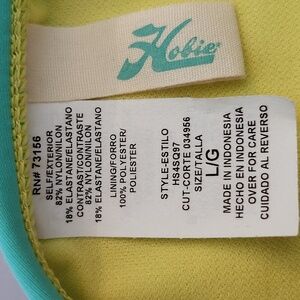 Hobie
RN# 73156
SELF/EXTERIOR
82% NYLON/NILON
18% ELASTANE/ELASTANO
CONTRAST/CONTRASTE
82% NYLON/NILON
18% ELASTANE/ELASTANO
LINING/FORRO
100% POLYESTER/
POLIESTER
STYLE-ESTILO
HS4SQ97
CUT-CORTE 034956
SIZE/TALLA
L/G
MADE IN INDONESIA
HECHO EN INDONESIA
OVER FOR CARE
CUIDADO AL REVERSO